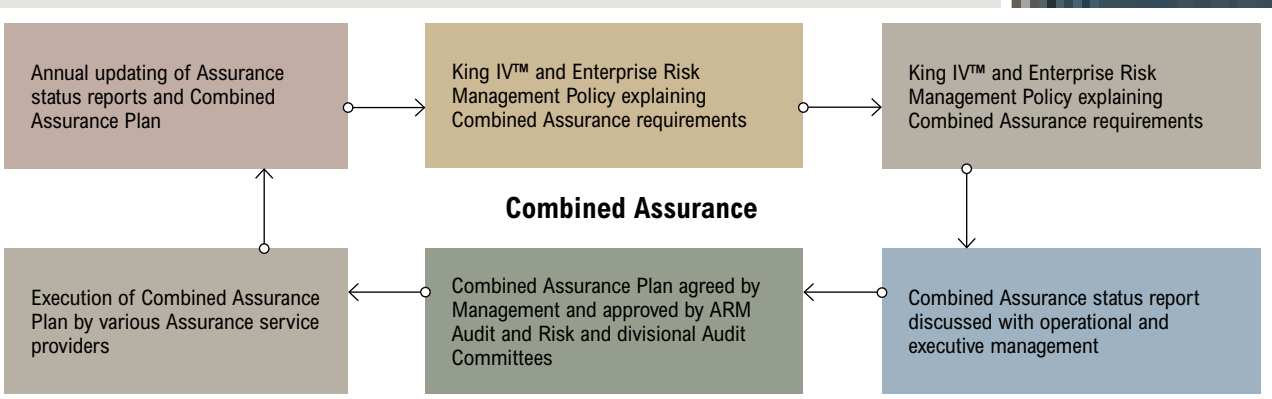 Annual updating of Assurance
status reports and Combined
Assurance Plan
King IV™ and Enterprise Risk
Management Policy explaining
Combined Assurance requirements
King IV™ and Enterprise Risk
Management Policy explaining
Combined Assurance requirements
Combined Assurance
Execution of Combined Assurance
Plan by various Assurance service
providers
Combined Assurance Plan agreed by
Management and approved by ARM
Audit and Risk and divisional Audit
Committees
Combined Assurance status report
discussed with operational and
executive management